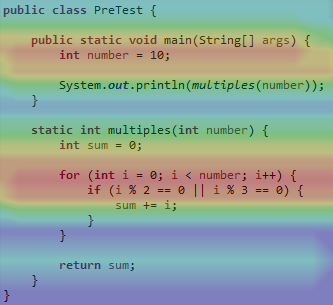 public class PreTest {
public static void main(String[] args) {
int number = 10;
System.out.println(multiples(number));
}
static int multiples(int number) {
int sum = 0;
for (int i = 0; i < number; i++) {
if (i % 2 == 0 || i % 3 == 0) {
sum += i;
}
}
return sum;
}
}